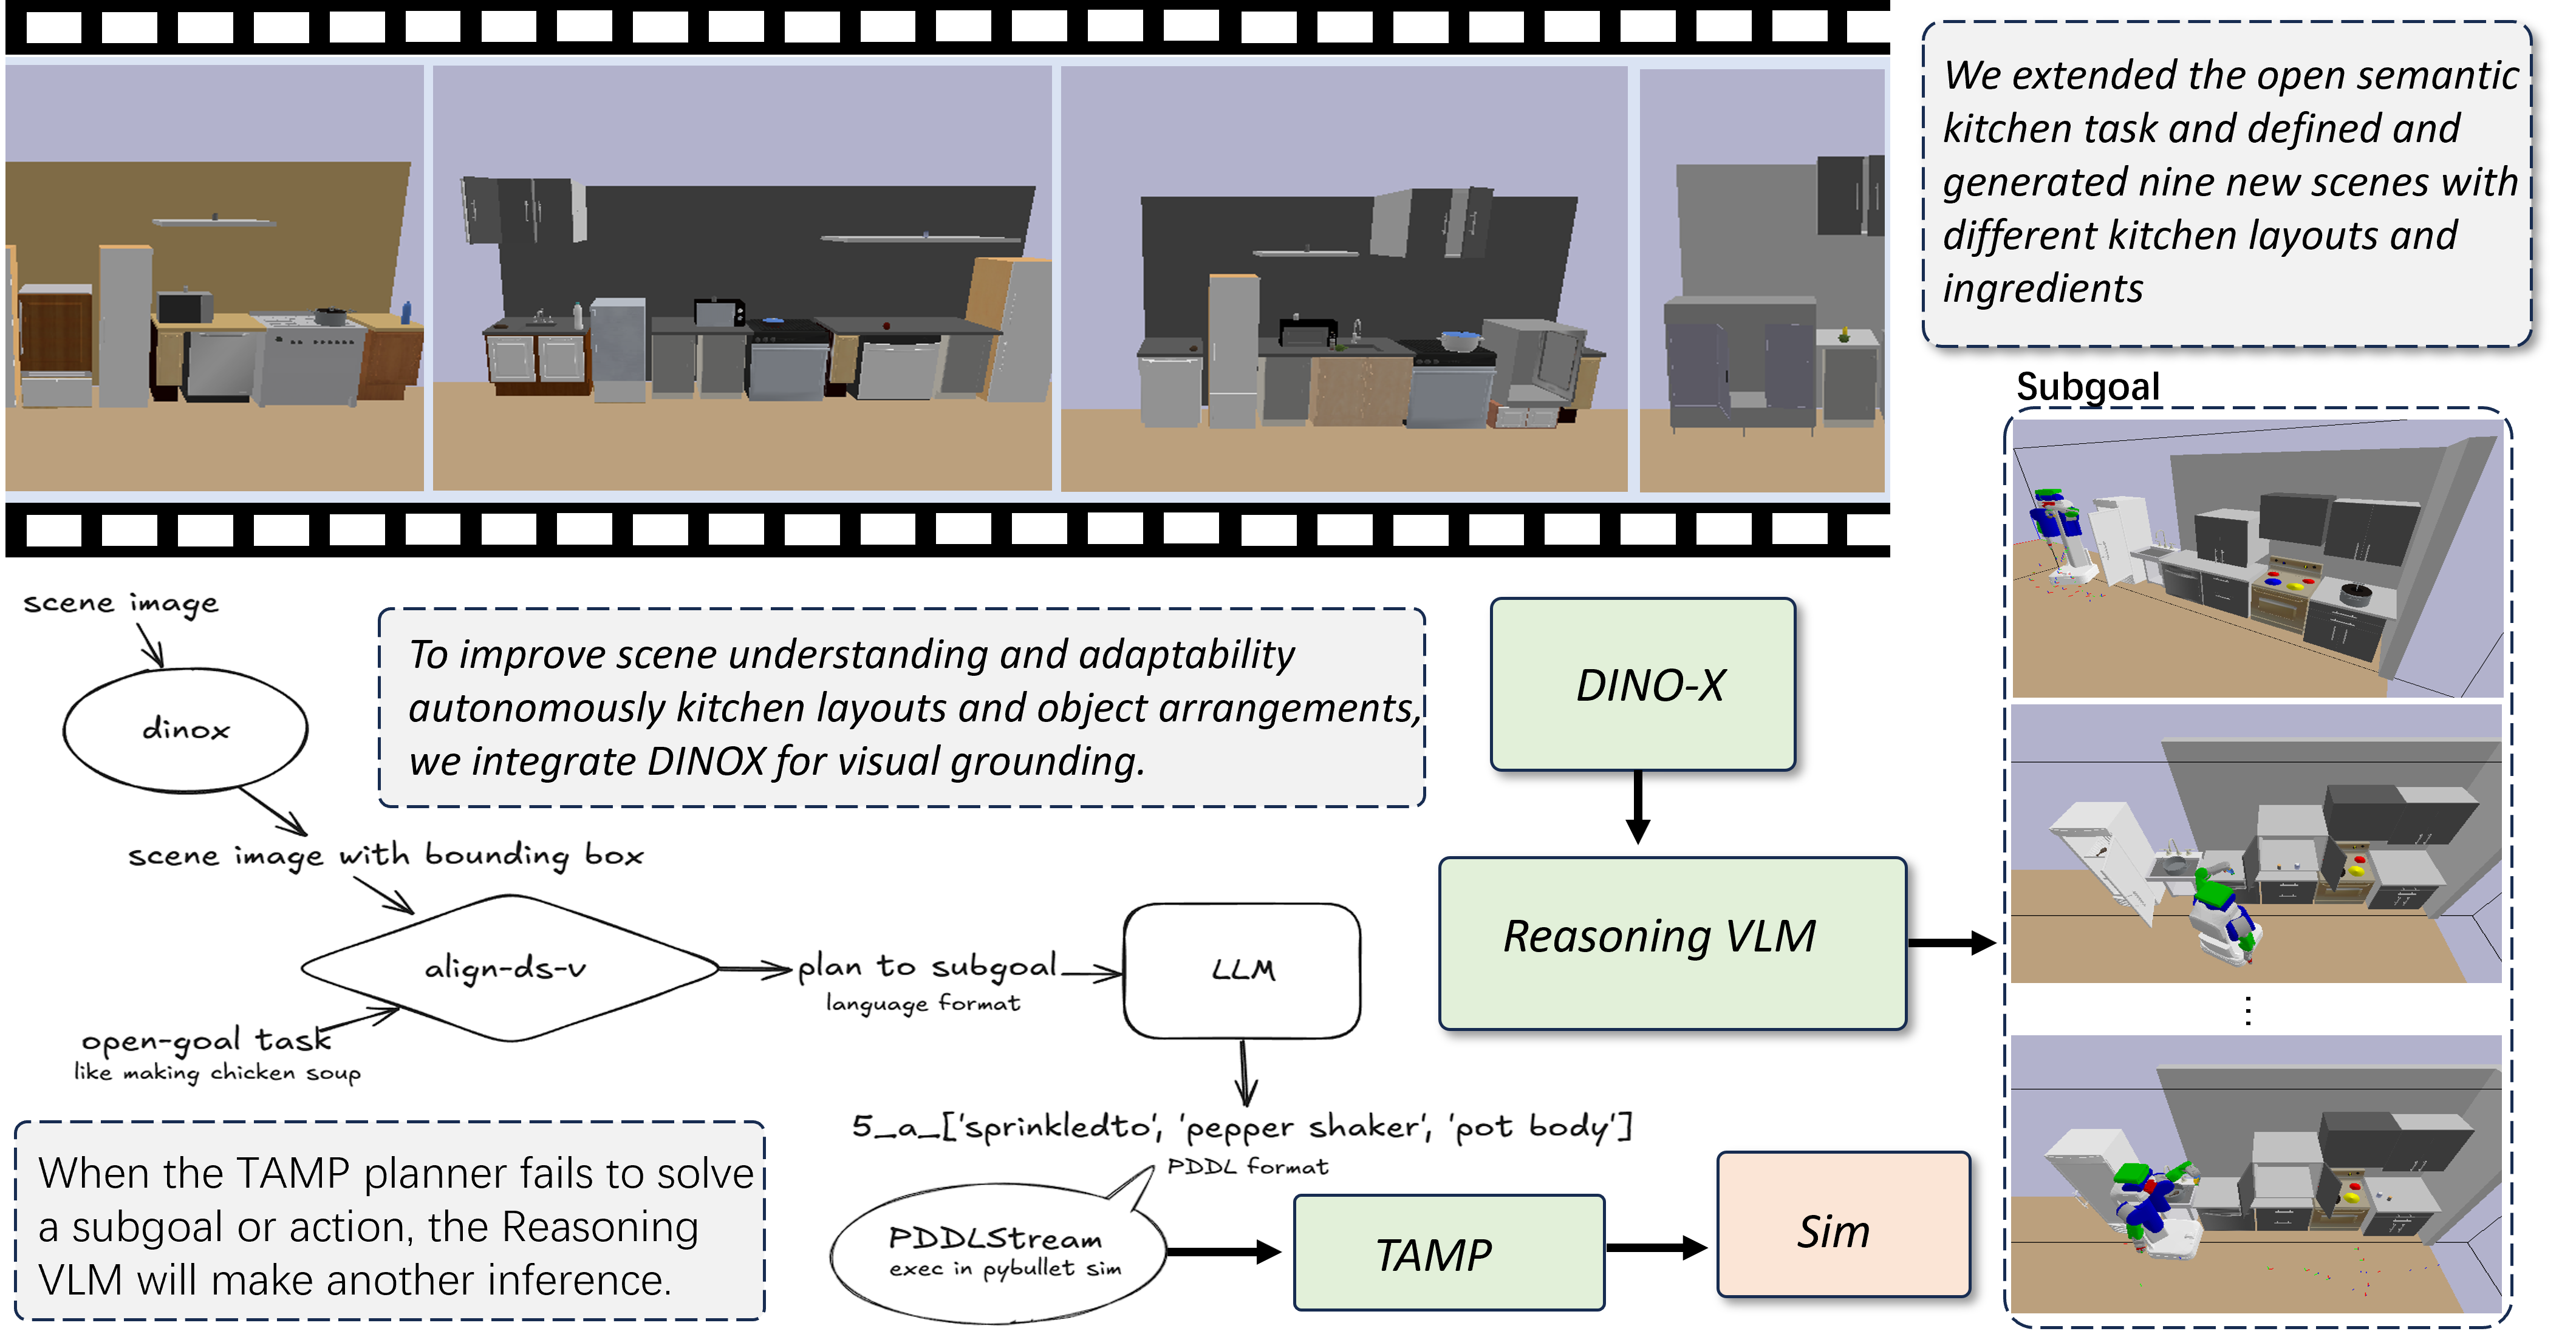 We extended the open semantic
kitchen task and defined and
generated nine new scenes with
different kitchen layouts and
ingredients
Subgoal
scene image
dinox
To improve scene understanding and adaptability
autonomously kitchen layouts and object arrangements,
we integrate DINOX for visual grounding.
DINO-X
scene image with bounding box
align-ds-v
plan to subgoal
language format
LLM
Reasoning VLM
open-goal task
like making chicken soup
5_a_['sprinkledto', 'pepper shaker', 'pot body']
PDDL format
When the TAMP planner fails to solve
a subgoal or action, the Reasoning
VLM will make another inference.
PDDLStream
exec in pybullet sim
TAMP
Sim